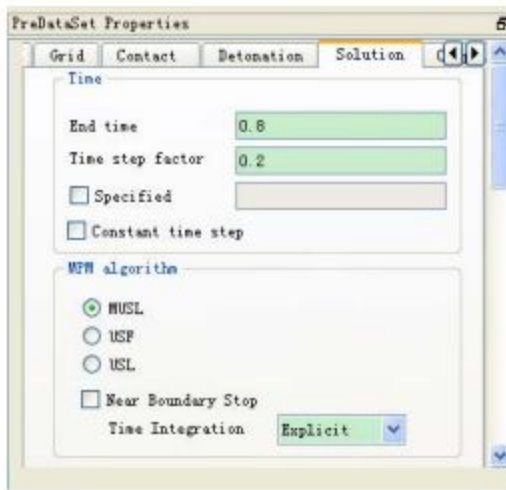 PreDataSet Properties
Grid Contact Detonation Solution
Time
End time 0.8
Time step factor 0.2
Specified
Constant time step
MPM algorithm
MUSL
USF
USL
Near Boundary Stop
Time Integration Explicit